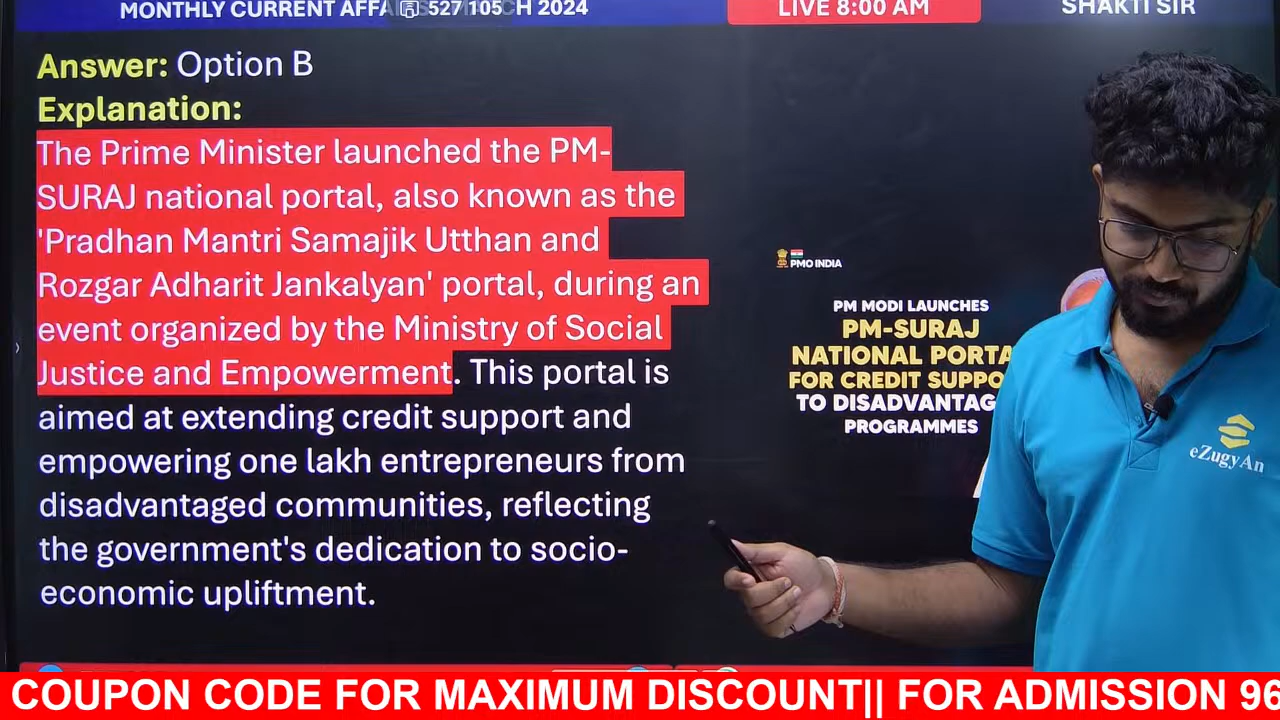 MONTHLY CURRENT AFFA 527 105 CH 2024
LIVE 8:00 AM
SHAKTI SIR
Answer: Option B
Explanation:
The Prime Minister launched the PM-
SURAJ national portal, also known as the
'Pradhan Mantri Samajik Utthan and
Rozgar Adharit Jankalyan' portal, during an
event organized by the Ministry of Social
Justice and Empowerment. This portal is
aimed at extending credit support and
empowering one lakh entrepreneurs from
disadvantaged communities, reflecting
the government's dedication to socio-
economic upliftment.
PMO INDIA
PM MODI LAUNCHES
PM-SURAJ
NATIONAL PORTA
FOR CREDIT SUPPO
TO DISADVANTAG
PROGRAMMES
eZugyAn
COUPON CODE FOR MAXIMUM DISCOUNT|| FOR ADMISSION 96